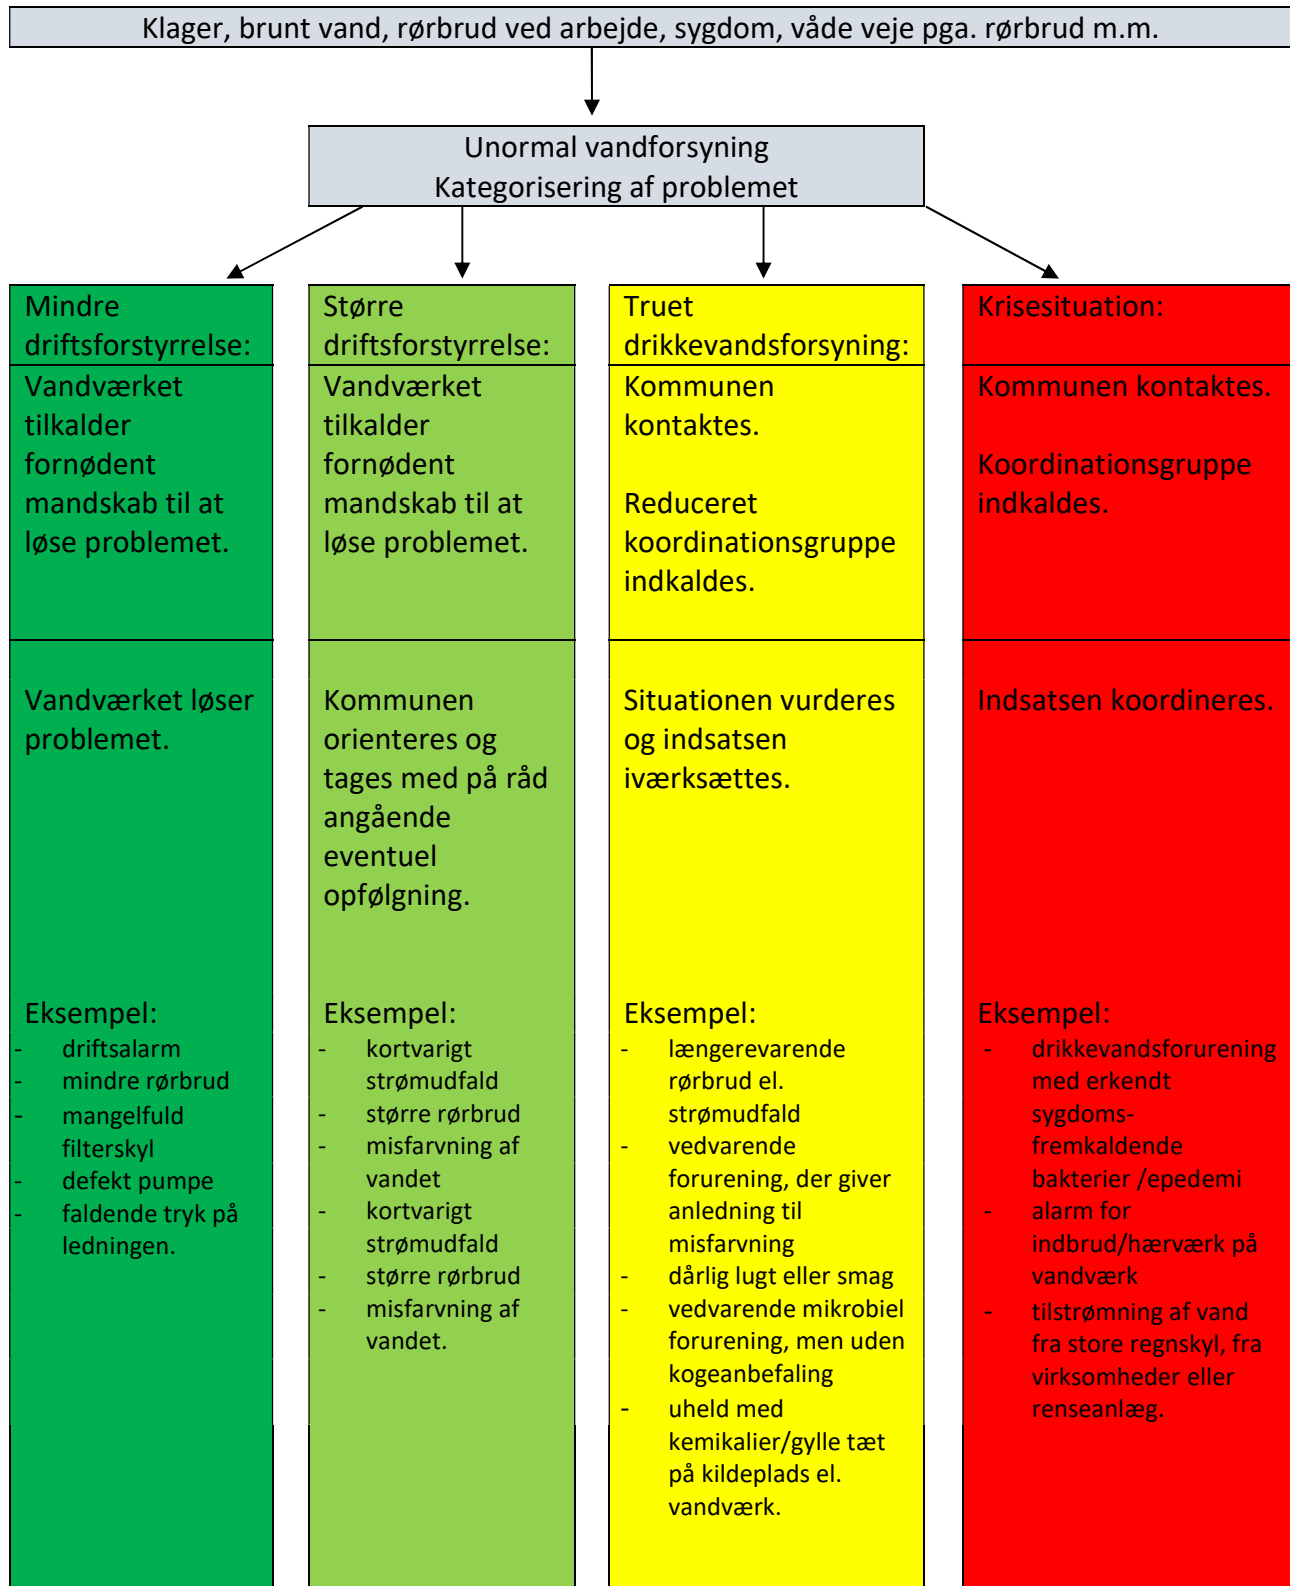 Klager, brunt vand, rørbrud ved arbejde, sygdom, våde veje pga. rørbrud m.m.
Unormal vandforsyning
Kategorisering af problemet
Mindre
driftsforstyrrelse:
Vandværket
tilkalder
fornødent
mandskab til at
løse problemet.
Vandværket løser
problemet.
Eksempel:
- driftsalarm
- mindre rørbrud
- mangelfuld
filterskyl
- defekt pumpe
- faldende tryk på
ledningen.
Større
driftsforstyrrelse:
Vandværket
tilkalder
fornødent
mandskab til at
løse problemet.
Kommunen
orienteres og
tages med på råd
angående
eventuel
opfølgning.
Eksempel:
- kortvarigt
strømudfald
- større rørbrud
- misfarvning af
vandet
- kortvarigt
strømudfald
- større rørbrud
- misfarvning af
vandet.
Truet
drikkevandsforsyning:
Kommunen
kontaktes.
Reduceret
koordinationsgruppe
indkaldes.
Situationen vurderes
og indsatsen
iværksættes.
Eksempel:
- længerevarende
rørbrud el.
strømudfald
- vedvarende
forurening, der giver
anledning til
misfarvning
- dårlig lugt eller smag
- vedvarende mikrobiel
forurening, men uden
kogeanbefaling
- uheld med
kemikalier/gylle tæt
på kildeplads el.
vandværk.
Krisesituation:
Kommunen kontaktes.
Koordinationsgruppe
indkaldes.
Indsatsen koordineres.
Eksempel:
- drikkevandsforurening
med erkendt
sygdoms-
fremkaldende
bakterier /epedemi
- alarm for
indbrud/hærværk på
vandværk
- tilstrømning af vand
fra store regnskyl, fra
virksomheder eller
renseanlæg.